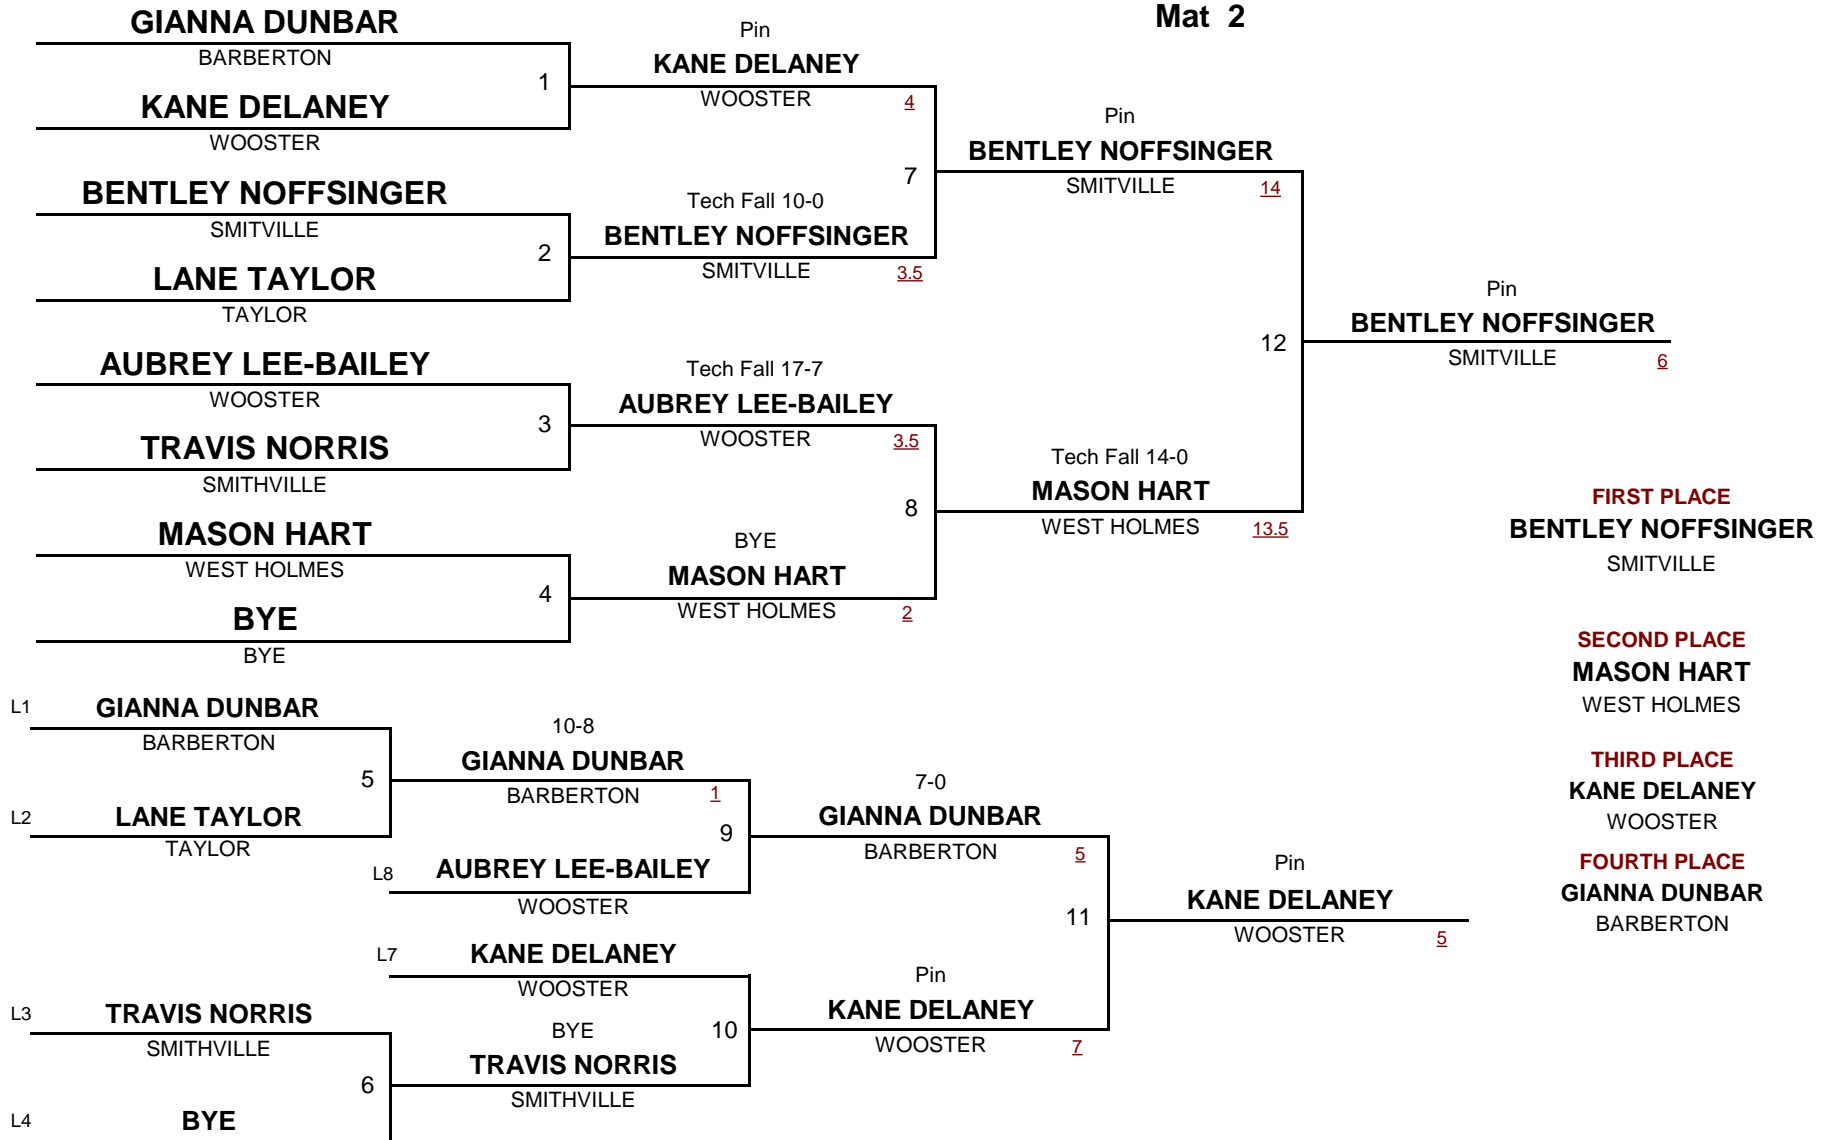 Mat 2
GIANNA DUNBAR
BARBERTON
1
KANE DELANEY
WOOSTER
Pin
KANE DELANEY
WOOSTER
4
BENTLEY NOFFSINGER
SMITVILLE
2
LANE TAYLOR
TAYLOR
Tech Fall 10-0
BENTLEY NOFFSINGER
SMITVILLE
3.5
7
Pin
BENTLEY NOFFSINGER
SMITVILLE
14
AUBREY LEE-BAILEY
WOOSTER
3
TRAVIS NORRIS
SMITHVILLE
Tech Fall 17-7
AUBREY LEE-BAILEY
WOOSTER
3.5
MASON HART
WEST HOLMES
4
BYE
BYE
BYE
MASON HART
WEST HOLMES
2
8
Tech Fall 14-0
MASON HART
WEST HOLMES
13.5
12
Pin
BENTLEY NOFFSINGER
SMITVILLE
6
FIRST PLACE
BENTLEY NOFFSINGER
SMITVILLE
SECOND PLACE
MASON HART
WEST HOLMES
THIRD PLACE
KANE DELANEY
WOOSTER
FOURTH PLACE
GIANNA DUNBAR
BARBERTON
L1
GIANNA DUNBAR
BARBERTON
5
L2
LANE TAYLOR
TAYLOR
10-8
GIANNA DUNBAR
BARBERTON
1
9
L8
AUBREY LEE-BAILEY
WOOSTER
7-0
GIANNA DUNBAR
BARBERTON
5
L7
KANE DELANEY
WOOSTER
L3
TRAVIS NORRIS
SMITHVILLE
6
L4
BYE
BYE
TRAVIS NORRIS
SMITHVILLE
10
Pin
KANE DELANEY
WOOSTER
7
11
Pin
KANE DELANEY
WOOSTER
5